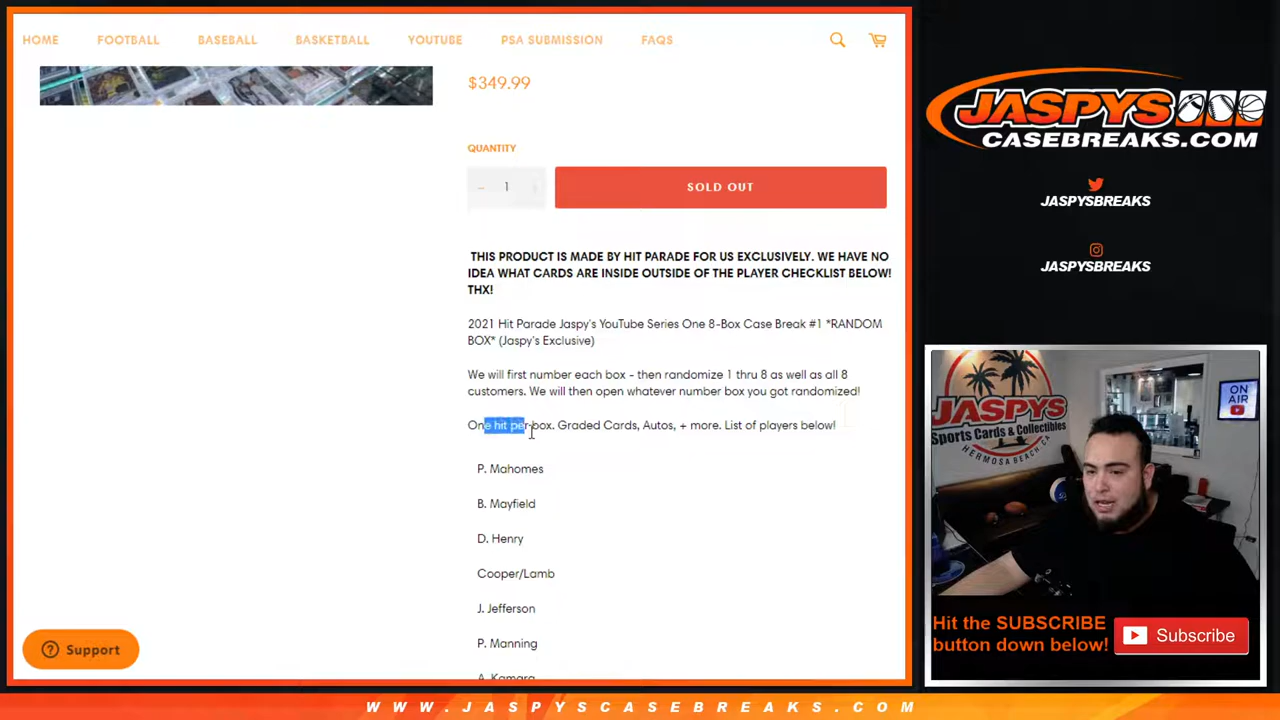 HOME FOOTBALL BASEBALL BASKETBALL YOUTUBE PSA SUBMISSION FAQS
$349.99
QUANTITY
− 1
SOLD OUT
THIS PRODUCT IS MADE BY HIT PARADE FOR US EXCLUSIVELY. WE HAVE NO
IDEA WHAT CARDS ARE INSIDE OUTSIDE OF THE PLAYER CHECKLIST BELOW!
THX!
2021 Hit Parade Jaspy's YouTube Series One 8-Box Case Break #1 *RANDOM
BOX* (Jaspy's Exclusive)
We will first number each box - then randomize 1 thru 8 as well as all 8
customers. We will then open whatever number box you got randomized!
One hit per box. Graded Cards, Autos, + more. List of players below!
P. Mahomes
B. Mayfield
D. Henry
Cooper/Lamb
J. Jefferson
P. Manning
A. Kamara
Support
JASPYS
CASEBREAKS.COM
JASPYSBREAKS
JASPYSBREAKS
JASPYS
Sports Cards & Collectibles
HERMOSA BEACH, CA
ON
AIR
Hit the SUBSCRIBE
button down below!
Subscribe
WWW.JASPYSCASEBREAKS.COM